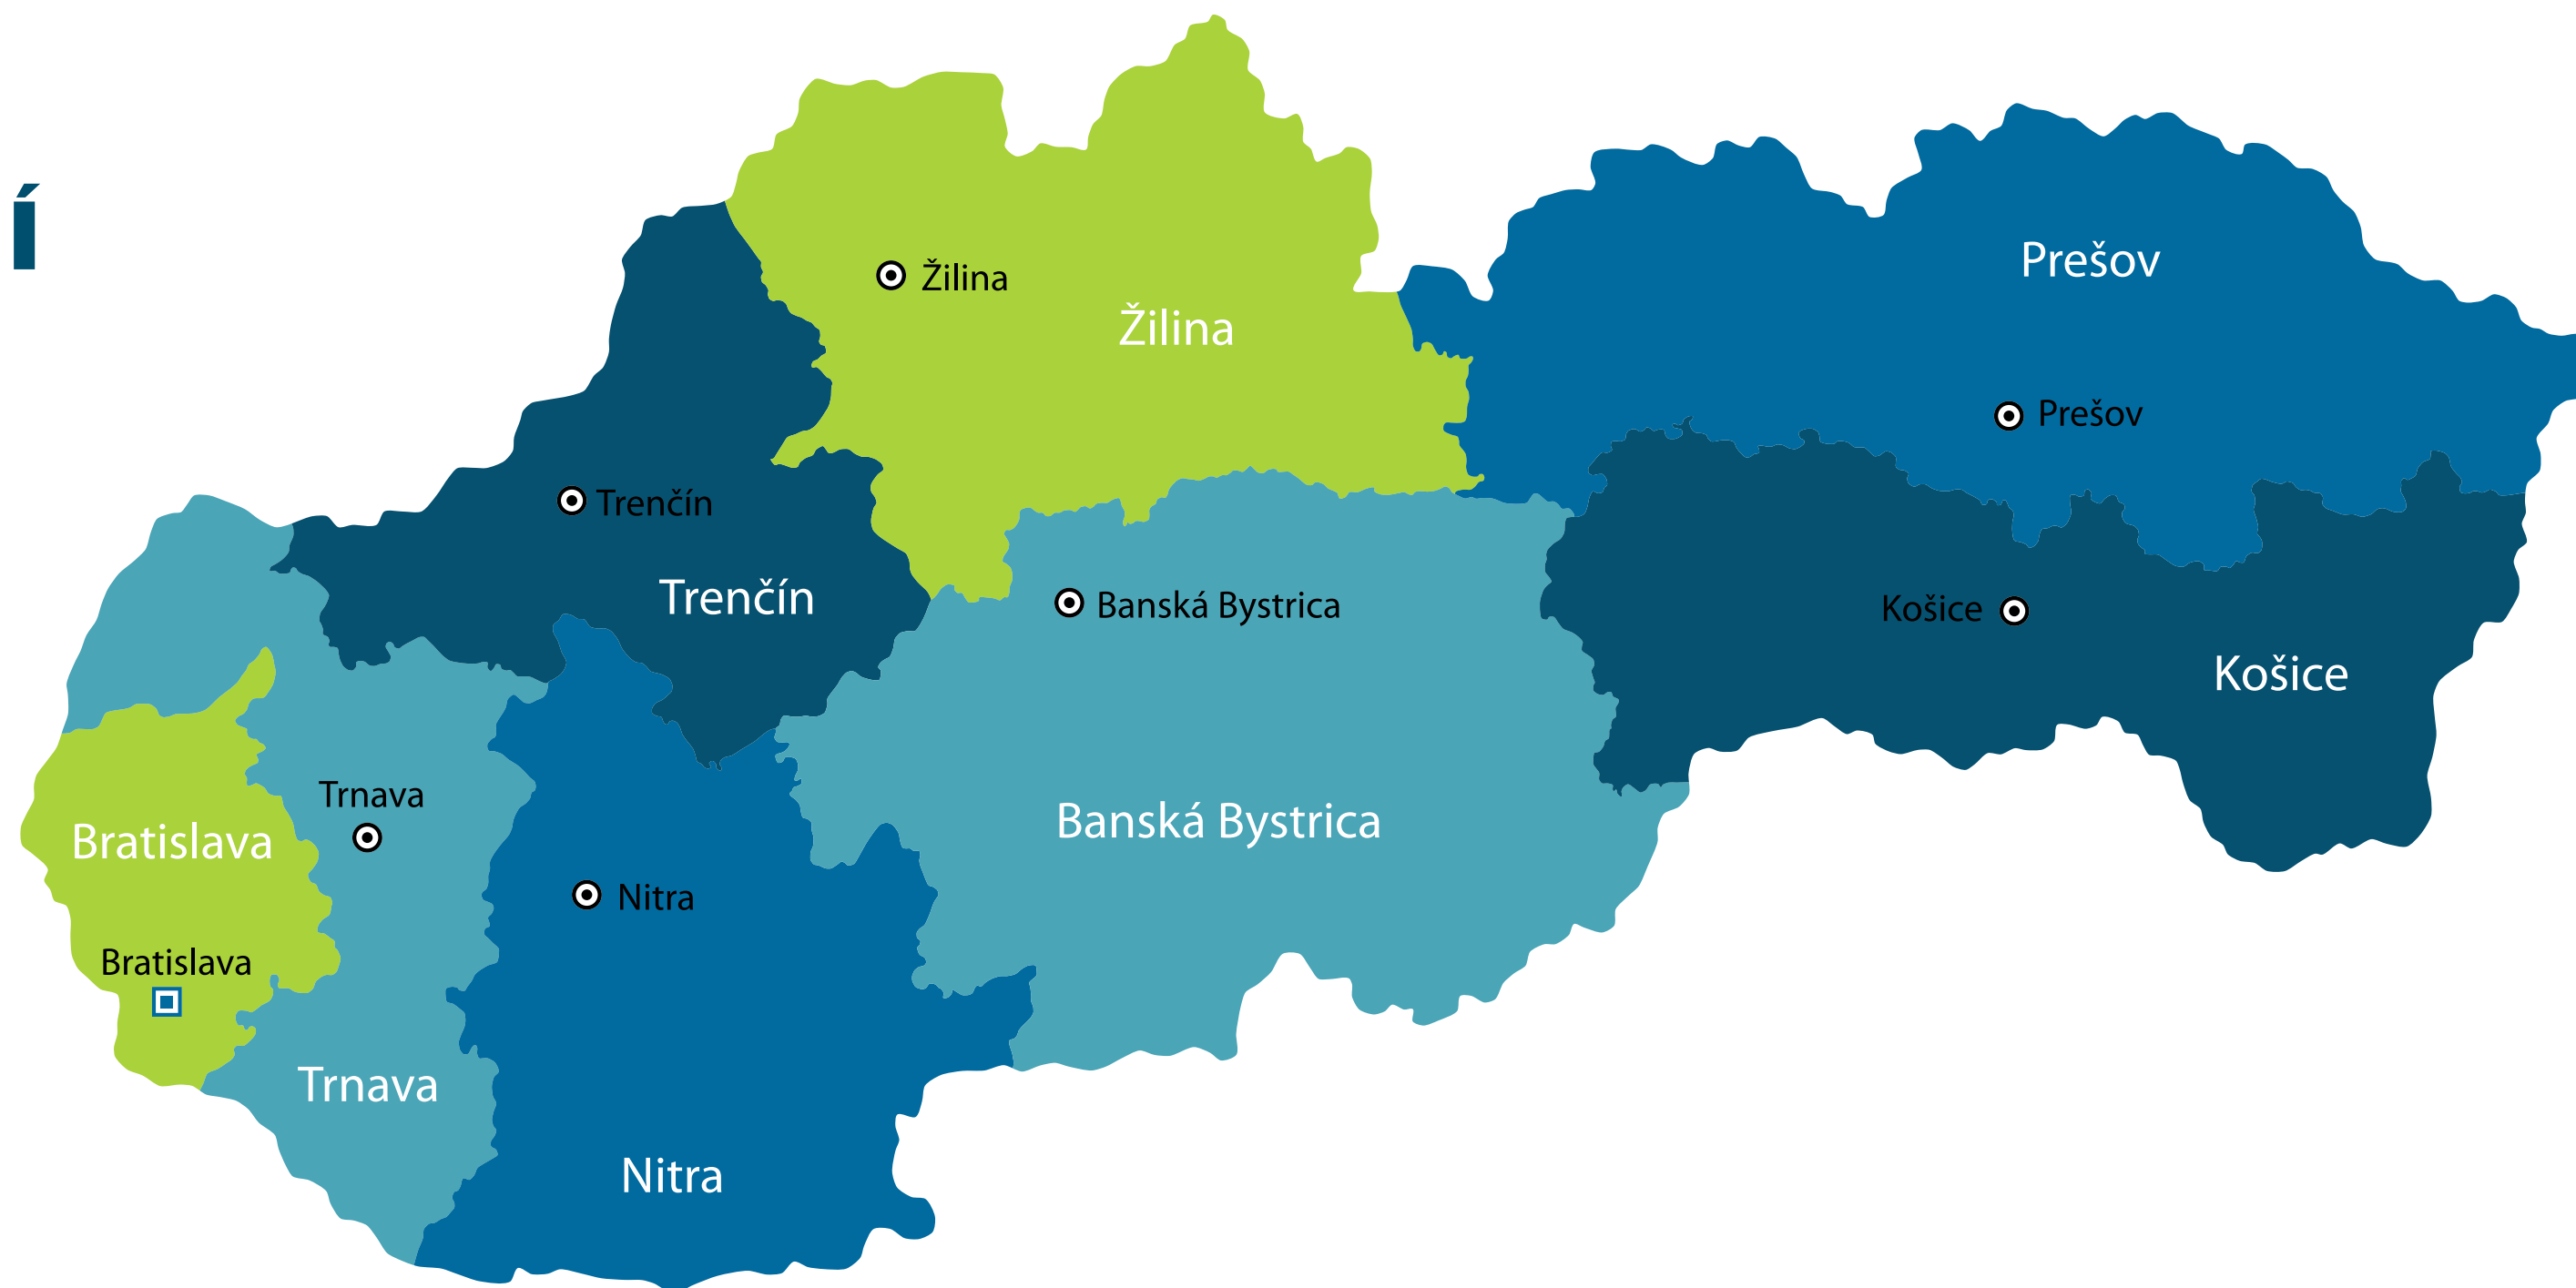 í
Prešov
Žilina
Žilina
Prešov
Trenčín
Trenčín
Banská Bystrica
Košice
Košice
Trnava
Banská Bystrica
Bratislava
Nitra
Bratislava
Trnava
Nitra